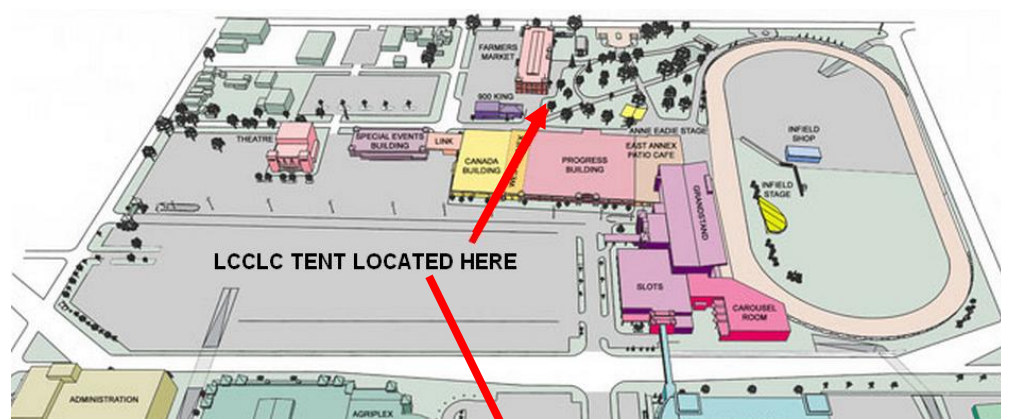 FARMERS
MARKET
900 KING
THEATRE
SPECIAL EVENTS
BUILDING
LINK
CANADA
BUILDING
PROGRESS
BUILDING
ANNE EADIE STAGE
EAST ANNEX
PATIO CAFE
GRANDSTAND
INFIELD
SHOP
INFIELD
STAGE
LCCLC TENT LOCATED HERE
SLOTS
CAROUSEL
ROOM
ADMINISTRATION
AGRIPLEX